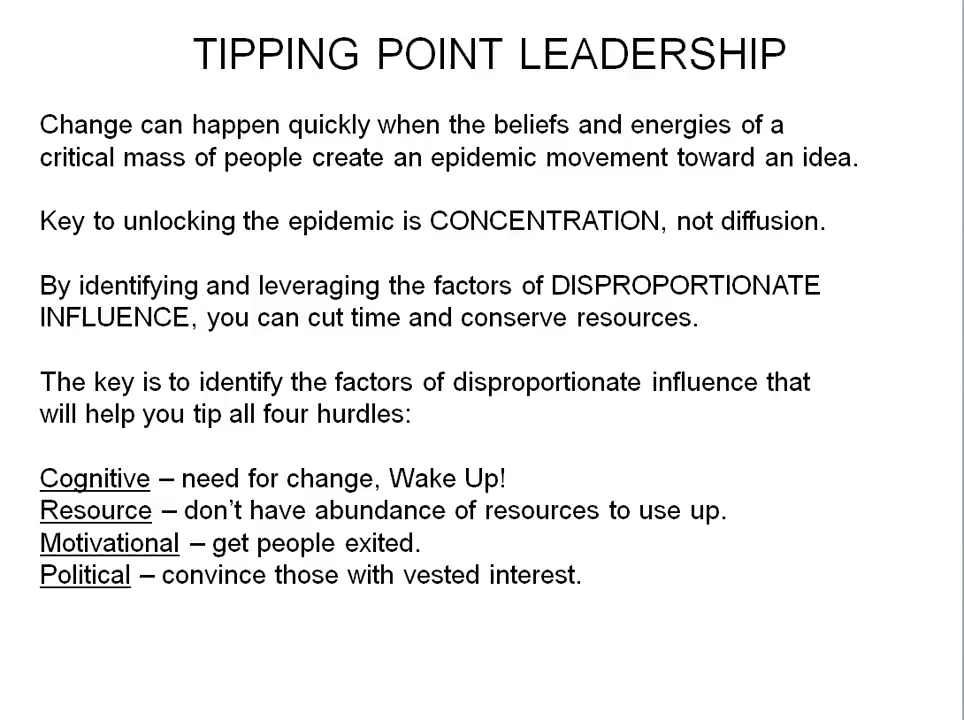 TIPPING POINT LEADERSHIP
Change can happen quickly when the beliefs and energies of a
critical mass of people create an epidemic movement toward an idea.
Key to unlocking the epidemic is CONCENTRATION, not diffusion.
By identifying and leveraging the factors of DISPROPORTIONATE
INFLUENCE, you can cut time and conserve resources.
The key is to identify the factors of disproportionate influence that
will help you tip all four hurdles:
Cognitive – need for change, Wake Up!
Resource – don’t have abundance of resources to use up.
Motivational – get people exited.
Political – convince those with vested interest.